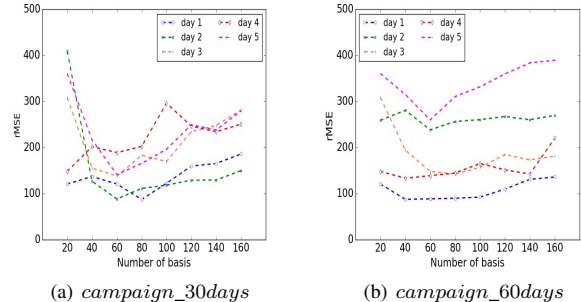 500
400
300
200
100
0
rMSE
day 1
day 2
day 3
day 4
day 5
20 40 60 80 100 120 140 160
Number of basis
(a) campaign_30days
500
400
300
200
100
0
rMSE
day 1
day 2
day 3
day 4
day 5
20 40 60 80 100 120 140 160
Number of basis
(b) campaign_60days